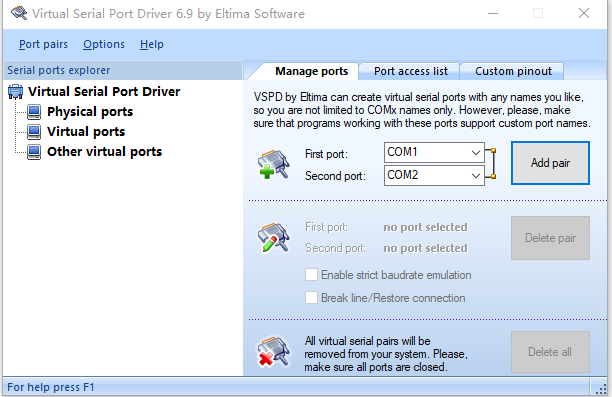 Virtual Serial Port Driver 6.9 by Eltima Software
Port pairs Options Help
Serial ports explorer
Virtual Serial Port Driver
Physical ports
Virtual ports
Other virtual ports
Manage ports Port access list Custom pinout
VSPD by Eltima can create virtual serial ports with any names you like,
so you are not limited to COMx names only. However, please, make
sure that programs working with these ports support custom port names.
First port: COM1
Second port: COM2
Add pair
First port: no port selected
Second port: no port selected
Delete pair
Enable strict baudrate emulation
Break line/Restore connection
All virtual serial pairs will be
removed from your system. Please,
make sure all ports are closed.
Delete all
For help press F1